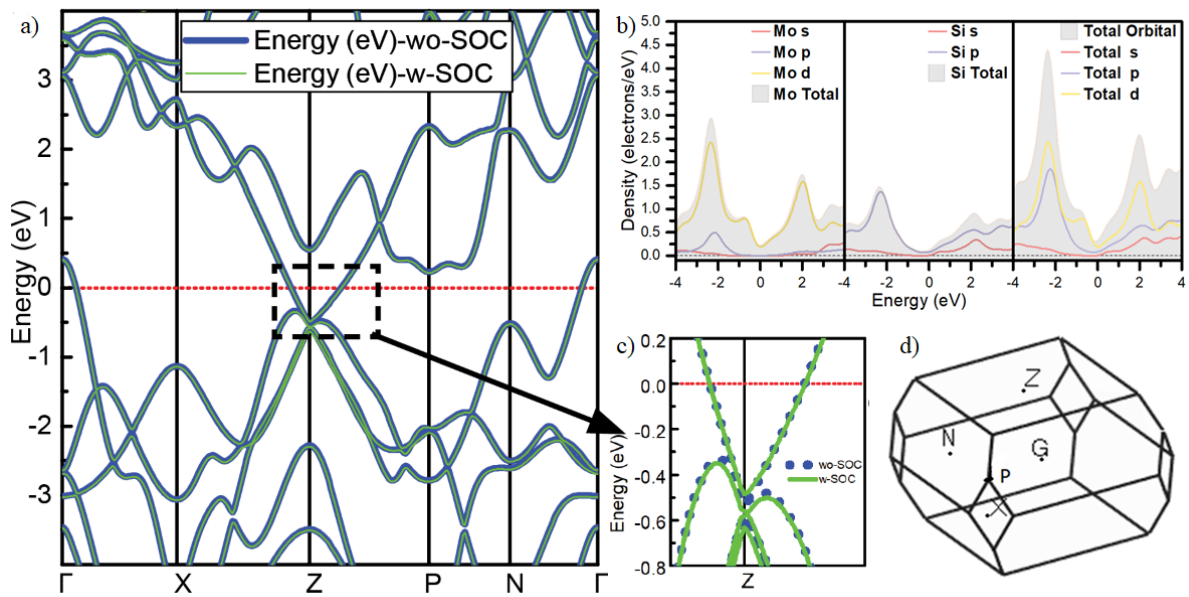 a)
Energy (eV)-wo-SOC
Energy (eV)-w-SOC
Energy (eV)
3
2
1
0
-1
-2
-3
Γ X Z P N Γ
b)
Density (electrons/eV)
5.0
4.5
4.0
3.5
3.0
2.5
2.0
1.5
1.0
0.5
0.0
Mo s
Mo p
Mo d
Mo Total
Si s
Si p
Si Total
Total Orbital
Total s
Total p
Total d
-4 -2 0 2 -4 -2 0 2 -4 -2 0 2 4
Energy (eV)
c)
Energy (eV)
0.2
0.0
-0.2
-0.4
-0.6
-0.8
wo-SOC
w-SOC
Z
d)
Z
N
G
P
X